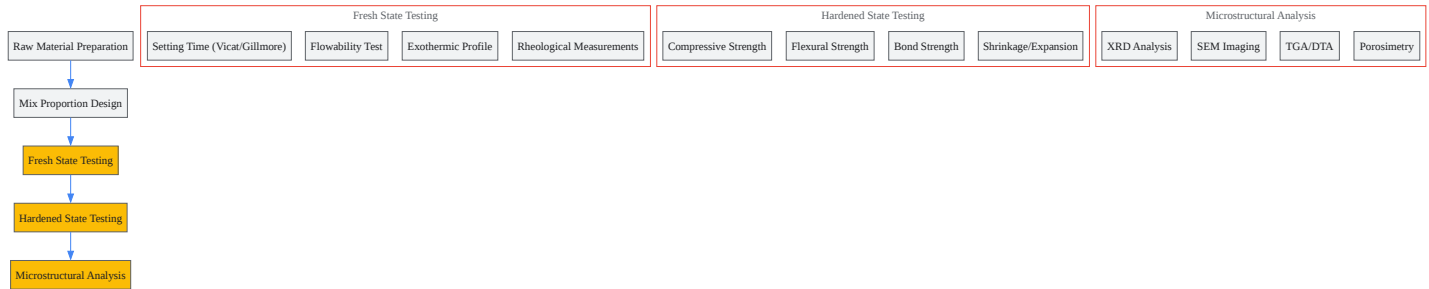 Fresh State Testing
Hardened State Testing
Microstructural Analysis
Raw Material Preparation
Setting Time (Vicat/Gillmore)
Flowability Test
Exothermic Profile
Rheological Measurements
Compressive Strength
Flexural Strength
Bond Strength
Shrinkage/Expansion
XRD Analysis
SEM Imaging
TGA/DTA
Porosimetry
Mix Proportion Design
Fresh State Testing
Hardened State Testing
Microstructural Analysis